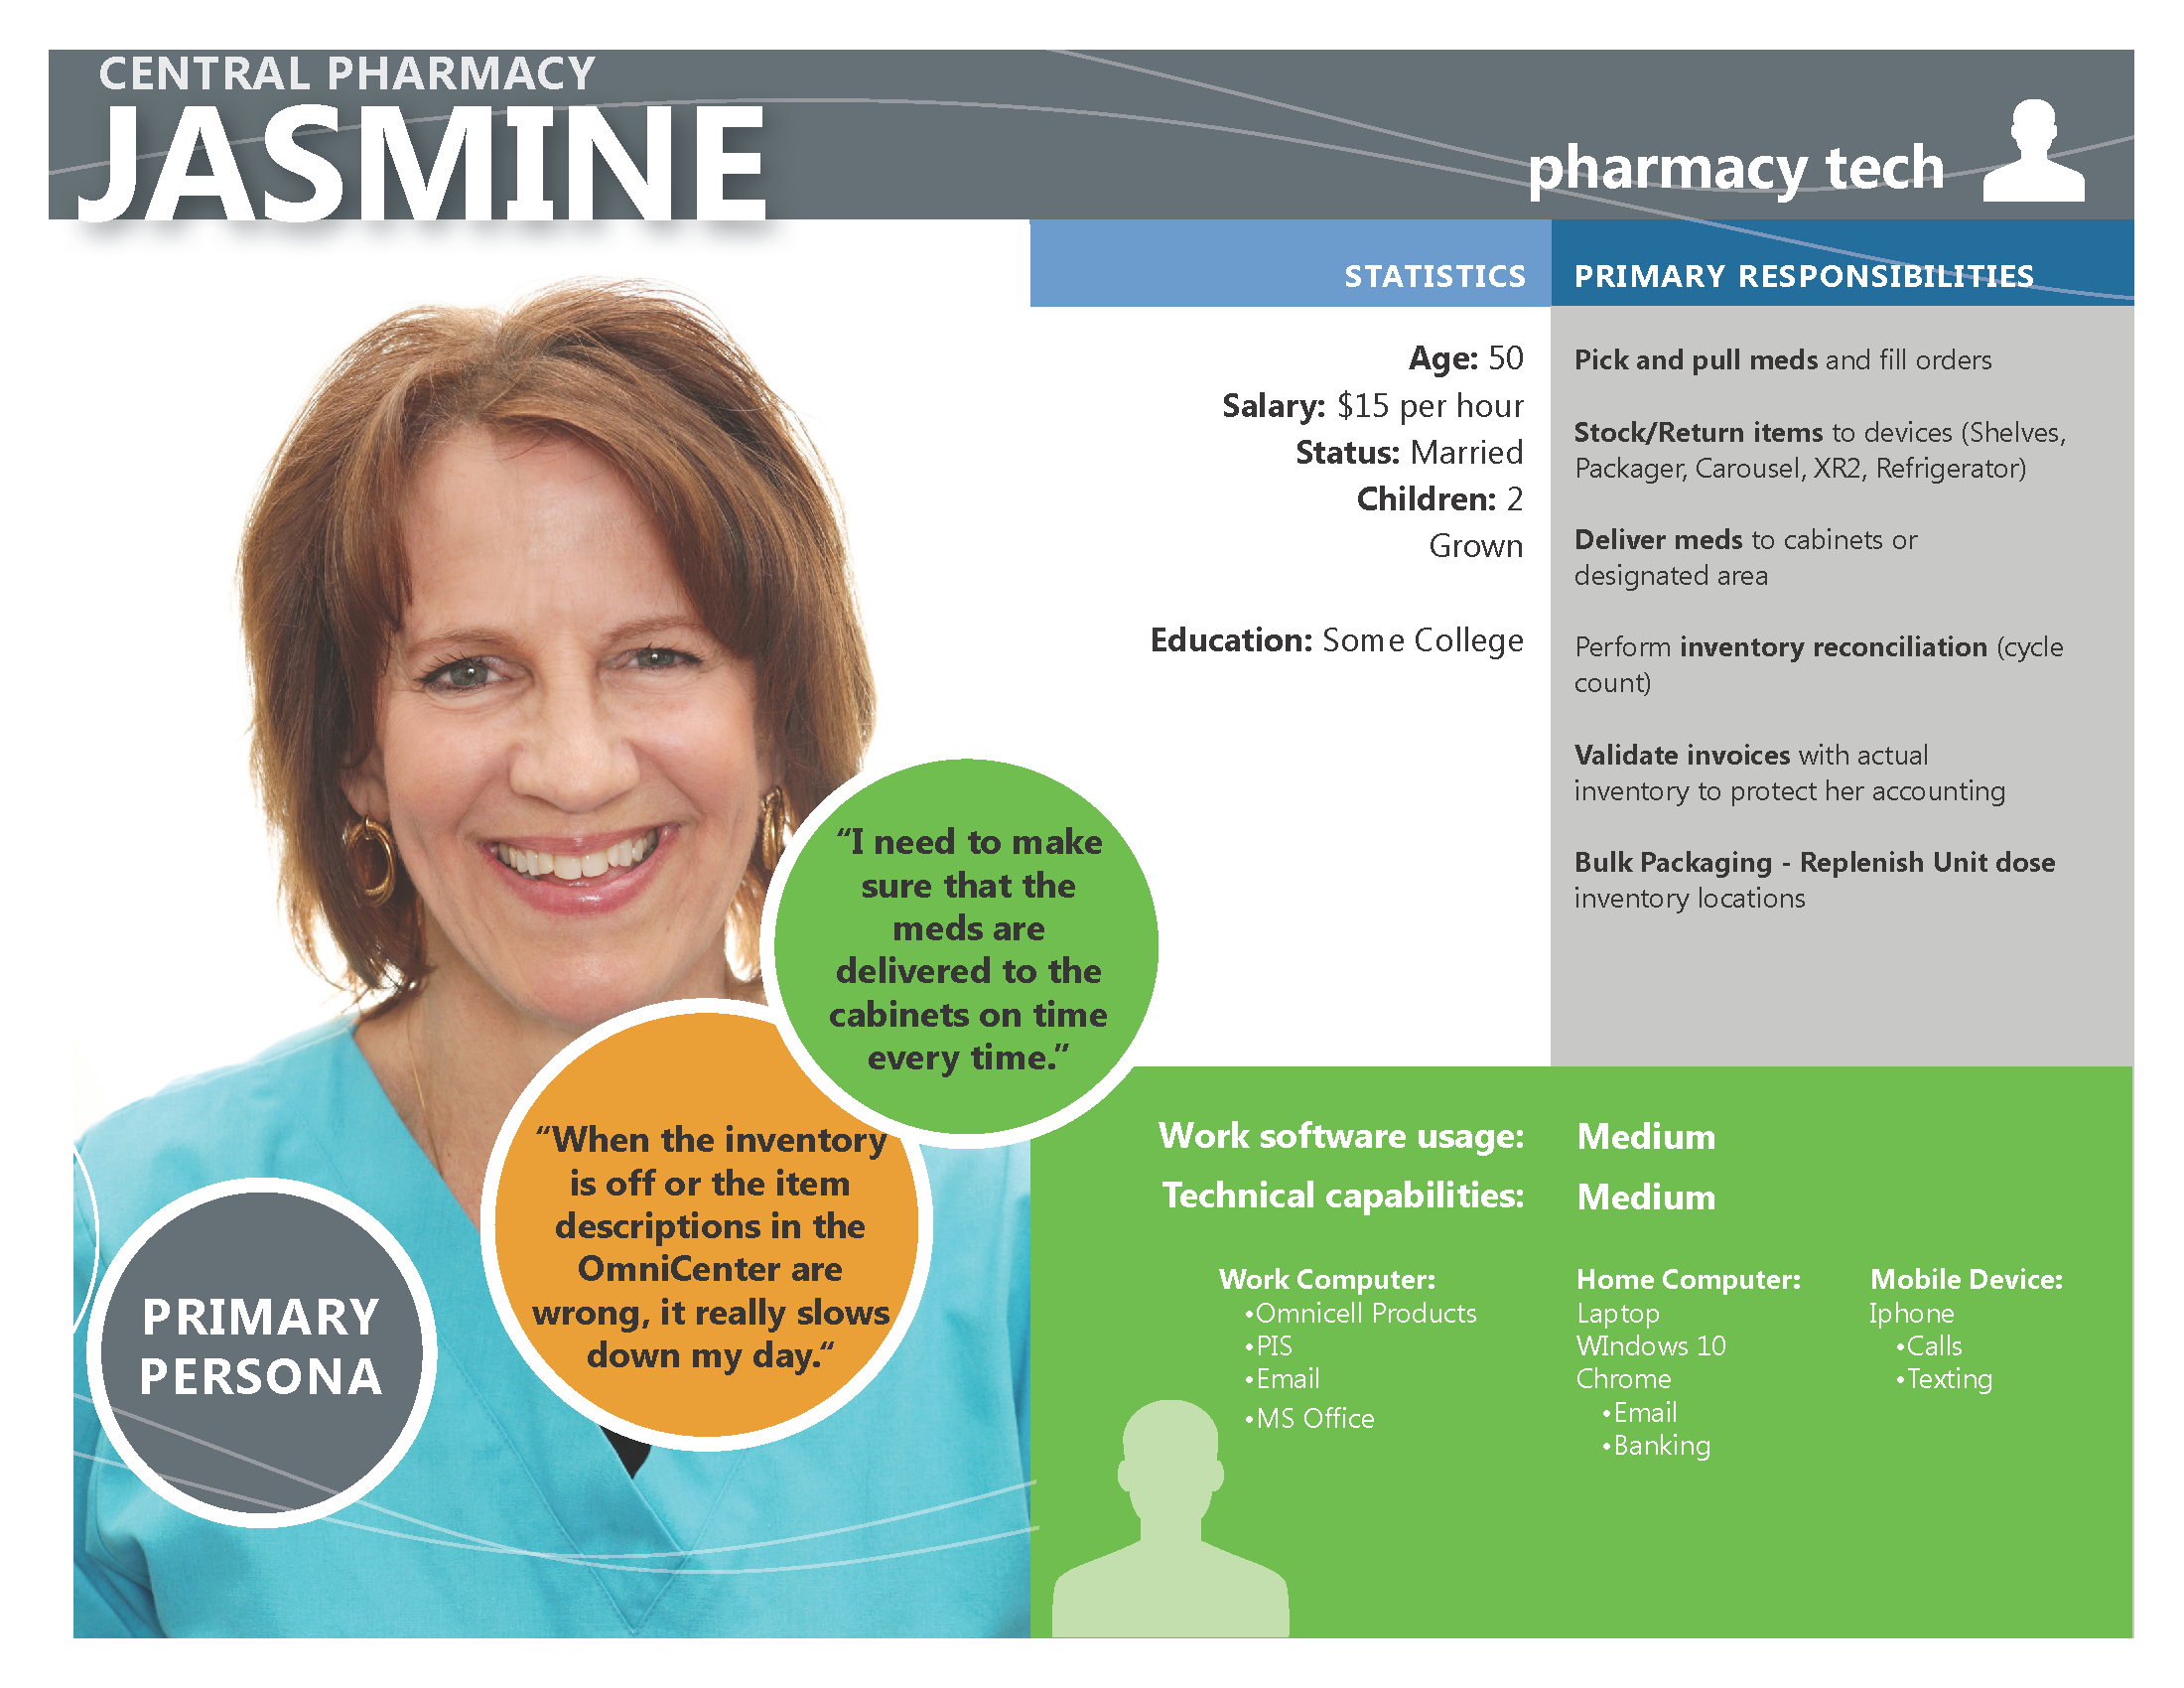 CENTRAL PHARMACY
JASMINE
pharmacy tech
STATISTICS
Age: 50
Salary: $15 per hour
Status: Married
Children: 2
Grown
Education: Some College
PRIMARY RESPONSIBILITIES
Pick and pull meds and fill orders
Stock/Return items to devices (Shelves,
Packager, Carousel, XR2, Refrigerator)
Deliver meds to cabinets or
designated area
Perform inventory reconciliation (cycle
count)
Validate invoices with actual
inventory to protect her accounting
Bulk Packaging - Replenish Unit dose
inventory locations
“I need to make
sure that the
meds are
delivered to the
cabinets on time
every time.”
“When the inventory
is off or the item
descriptions in the
OmniCenter are
wrong, it really slows
down my day.“
PRIMARY
PERSONA
Work software usage: Medium
Technical capabilities: Medium
Work Computer:
•Omnicell Products
•PIS
•Email
•MS Office
Home Computer:
Laptop
WIndows 10
Chrome
•Email
•Banking
Mobile Device:
Iphone
•Calls
•Texting